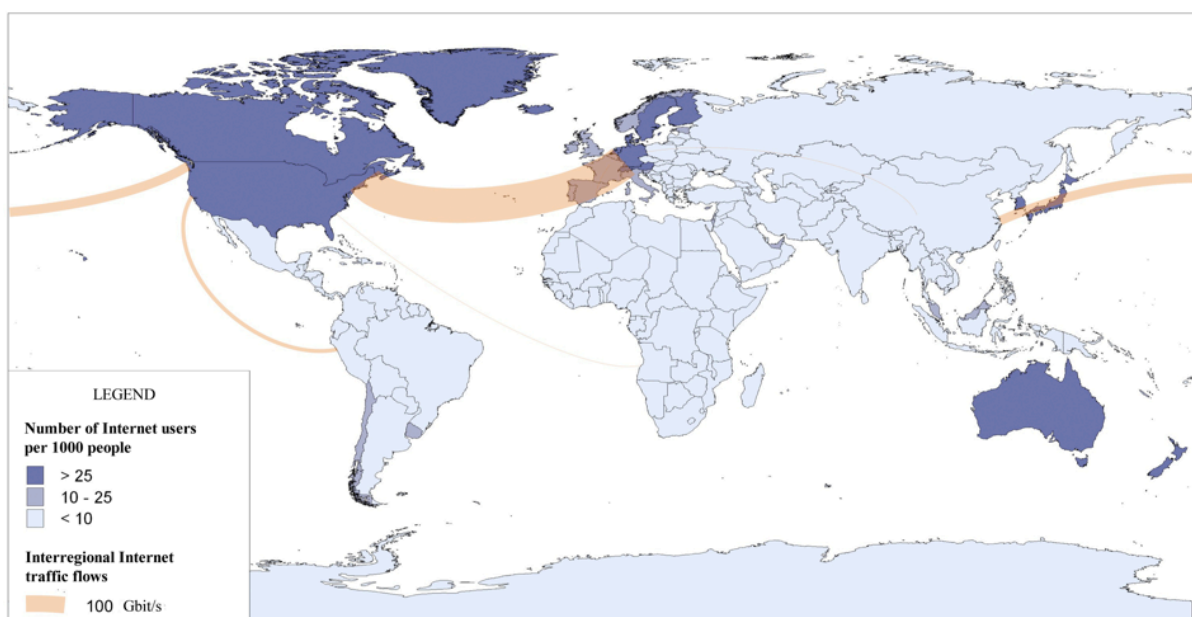 LEGEND
Number of Internet users
per 1000 people
> 25
10 - 25
< 10
Interregional Internet
traffic flows
100 Gbit/s